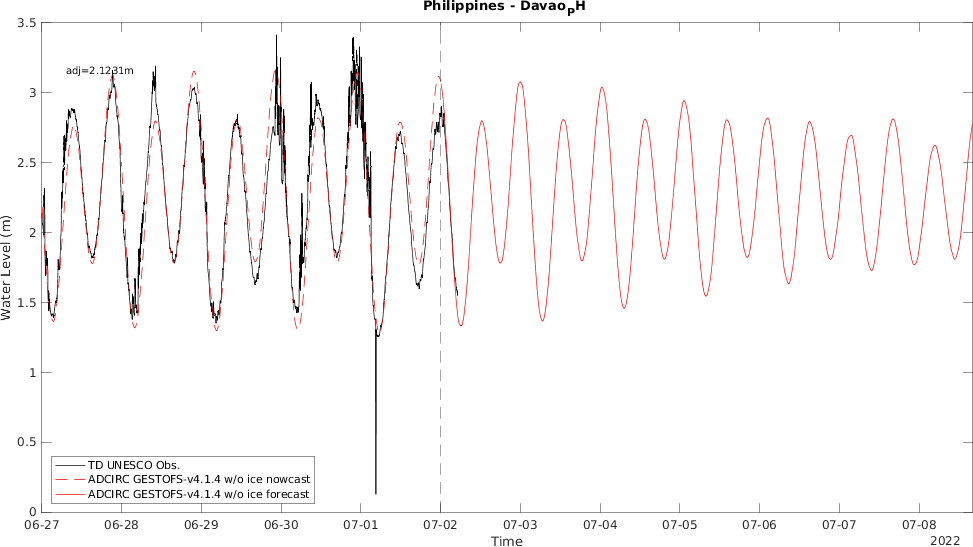 Philippines - DavaoPH
adj=2.1231m
3.5
3
2.5
2
1.5
1
0.5
0
Water Level (m)
TD UNESCO Obs.
ADCIRC GESTOFS-v4.1.4 w/o ice nowcast
ADCIRC GESTOFS-v4.1.4 w/o ice forecast
06-27 06-28 06-29 06-30 07-01 07-02 07-03 07-04 07-05 07-06 07-07 07-08
Time
2022